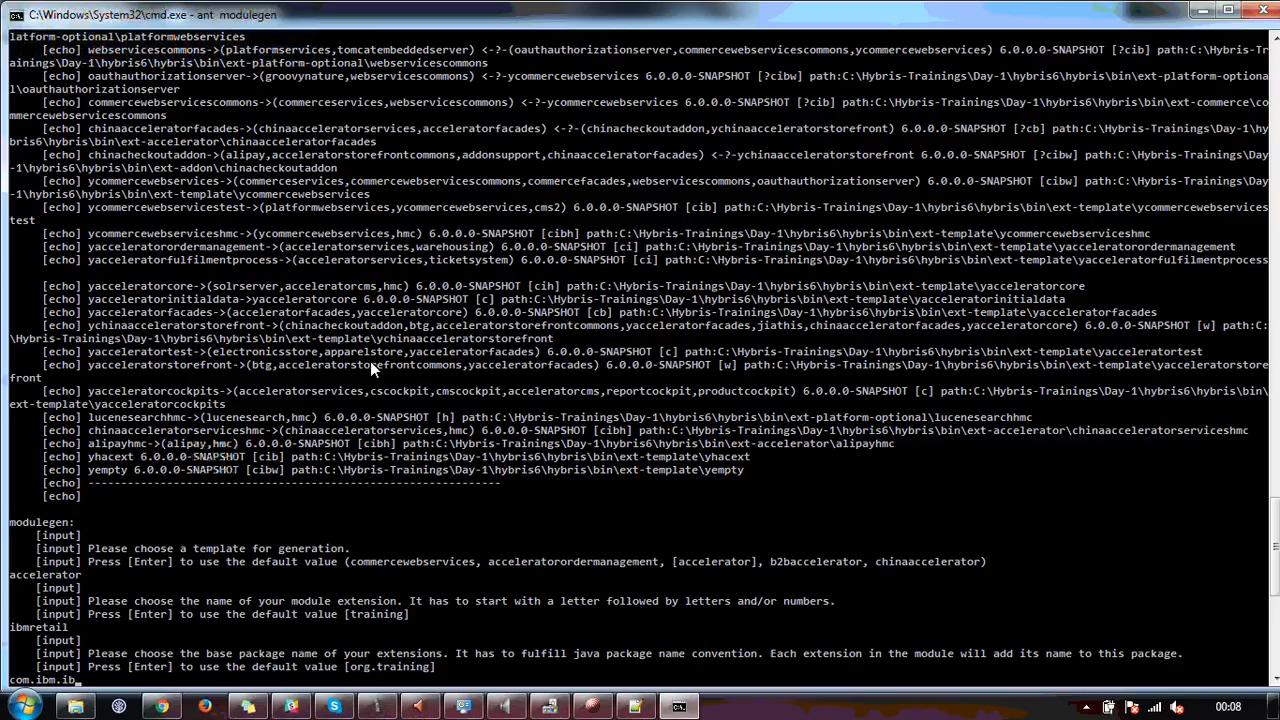 C:\Windows\System32\cmd.exe - ant modulegen
latform-optional\platformwebservices
[echo] webservicescommons->(platformservices,tomcatembeddedserver) <-?-(oauthauthorizationserver,commercewebservicescommons,ycommercewebservices) 6.0.0.0-SNAPSHOT [?cib] path:C:\Hybris-Tr
ainings\Day-1\hybris6\hybris\bin\ext-platform-optional\webservicescommons
[echo] oauthauthorizationserver->(groovynature,webservicescommons) <-?-ycommercewebservices 6.0.0.0-SNAPSHOT [?cibw] path:C:\Hybris-Trainings\Day-1\hybris6\hybris\bin\ext-platform-optiona
l\oauthauthorizationserver
[echo] commercewebservicescommons->(commerceservices,webservicescommons) <-?-ycommercewebservices 6.0.0.0-SNAPSHOT [?cib] path:C:\Hybris-Trainings\Day-1\hybris6\hybris\bin\ext-commerce\co
mmercewebservicescommons
[echo] chinaacceleratorfacades->(chinaacceleratorservices,acceleratorfacades) <-?-(chinacheckoutaddon,ychinaacceleratorstorefront) 6.0.0.0-SNAPSHOT [?cb] path:C:\Hybris-Trainings\Day-1\hy
bris6\hybris\bin\ext-accelerator\chinaacceleratorfacades
[echo] chinacheckoutaddon->(alipay,acceleratorstorefrontcommons,addonsupport,chinaacceleratorfacades) <-?-ychinaacceleratorstorefront 6.0.0.0-SNAPSHOT [?cibw] path:C:\Hybris-Trainings\Day
-1\hybris6\hybris\bin\ext-addon\chinacheckoutaddon
[echo] ycommercewebservices->(commerceservices,commercewebservicescommons,commercefacades,webservicescommons,oauthauthorizationserver) 6.0.0.0-SNAPSHOT [cibw] path:C:\Hybris-Trainings\Day
-1\hybris6\hybris\bin\ext-template\ycommercewebservices
[echo] ycommercewebservicestest->(platformwebservices,ycommercewebservices,cms2) 6.0.0.0-SNAPSHOT [cib] path:C:\Hybris-Trainings\Day-1\hybris6\hybris\bin\ext-template\ycommercewebservices
test
[echo] ycommercewebserviceshmc->(ycommercewebservices,hmc) 6.0.0.0-SNAPSHOT [cibh] path:C:\Hybris-Trainings\Day-1\hybris6\hybris\bin\ext-template\ycommercewebserviceshmc
[echo] yacceleratorordermanagement->(acceleratorservices,warehousing) 6.0.0.0-SNAPSHOT [ci] path:C:\Hybris-Trainings\Day-1\hybris6\hybris\bin\ext-template\yacceleratorordermanagement
[echo] yacceleratorfulfilmentprocess->(acceleratorservices,ticketsystem) 6.0.0.0-SNAPSHOT [ci] path:C:\Hybris-Trainings\Day-1\hybris6\hybris\bin\ext-template\yacceleratorfulfilmentprocess
[echo] yacceleratorcore->(solrserver,acceleratorcms,hmc) 6.0.0.0-SNAPSHOT [cih] path:C:\Hybris-Trainings\Day-1\hybris6\hybris\bin\ext-template\yacceleratorcore
[echo] yacceleratorinitialdata->yacceleratorcore 6.0.0.0-SNAPSHOT [c] path:C:\Hybris-Trainings\Day-1\hybris6\hybris\bin\ext-template\yacceleratorinitialdata
[echo] yacceleratorfacades->(acceleratorfacades,yacceleratorcore) 6.0.0.0-SNAPSHOT [cb] path:C:\Hybris-Trainings\Day-1\hybris6\hybris\bin\ext-template\yacceleratorfacades
[echo] ychinaacceleratorstorefront->(chinacheckoutaddon,btg,acceleratorstorefrontcommons,yacceleratorfacades,jiathis,chinaacceleratorfacades,yacceleratorcore) 6.0.0.0-SNAPSHOT [w] path:C:
\Hybris-Trainings\Day-1\hybris6\hybris\bin\ext-template\ychinaacceleratorstorefront
[echo] yacceleratortest->(electronicsstore,apparelstore,yacceleratorfacades) 6.0.0.0-SNAPSHOT [c] path:C:\Hybris-Trainings\Day-1\hybris6\hybris\bin\ext-template\yacceleratortest
[echo] yacceleratorstorefront->(btg,acceleratorstorefrontcommons,yacceleratorfacades) 6.0.0.0-SNAPSHOT [w] path:C:\Hybris-Trainings\Day-1\hybris6\hybris\bin\ext-template\yacceleratorstore
front
[echo] yacceleratorcockpits->(acceleratorservices,cscockpit,cmscockpit,acceleratorcms,reportcockpit,productcockpit) 6.0.0.0-SNAPSHOT [c] path:C:\Hybris-Trainings\Day-1\hybris6\hybris\bin\
ext-template\yacceleratorcockpits
[echo] lucenesearchhmc->(lucenesearch,hmc) 6.0.0.0-SNAPSHOT [h] path:C:\Hybris-Trainings\Day-1\hybris6\hybris\bin\ext-platform-optional\lucenesearchhmc
[echo] chinaacceleratorserviceshmc->(chinaacceleratorservices,hmc) 6.0.0.0-SNAPSHOT [cibh] path:C:\Hybris-Trainings\Day-1\hybris6\hybris\bin\ext-accelerator\chinaacceleratorserviceshmc
[echo] alipayhmc->(alipay,hmc) 6.0.0.0-SNAPSHOT [cibh] path:C:\Hybris-Trainings\Day-1\hybris6\hybris\bin\ext-accelerator\alipayhmc
[echo] yhacext 6.0.0.0-SNAPSHOT [cib] path:C:\Hybris-Trainings\Day-1\hybris6\hybris\bin\ext-template\yhacext
[echo] yempty 6.0.0.0-SNAPSHOT [cibw] path:C:\Hybris-Trainings\Day-1\hybris6\hybris\bin\ext-template\yempty
[echo] ---------------------------------------------------------------
[echo]
modulegen:
[input]
[input] Please choose a template for generation.
[input] Press [Enter] to use the default value (commercewebservices, acceleratorordermanagement, [accelerator], b2baccelerator, chinaaccelerator)
accelerator
[input]
[input] Please choose the name of your module extension. It has to start with a letter followed by letters and/or numbers.
[input] Press [Enter] to use the default value [training]
ibmretail
[input]
[input] Please choose the base package name of your extensions. It has to fulfill java package name convention. Each extension in the module will add its name to this package.
[input] Press [Enter] to use the default value [org.training]
com.ibm.ib_
00:08